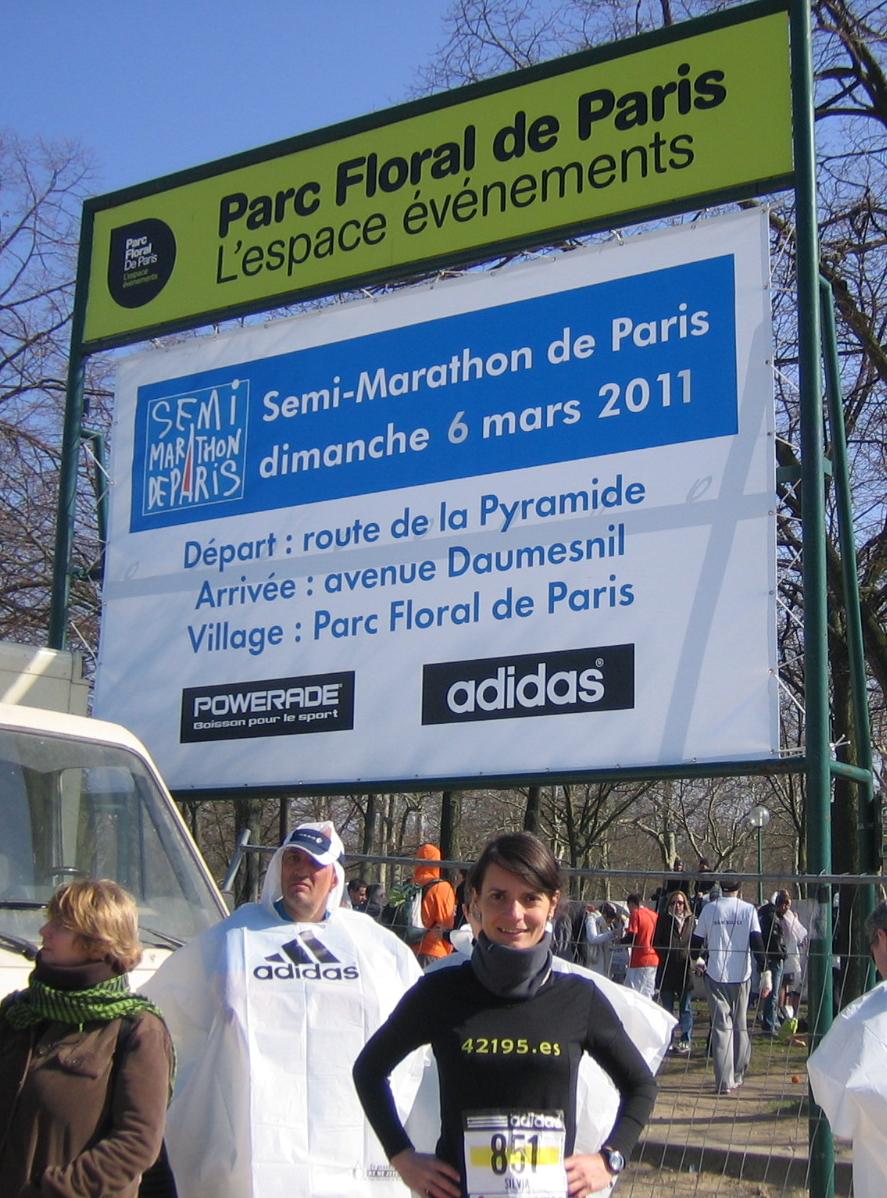 Parc Floral de Paris
L'espace événements
Parc
Floral
De Paris
L'espace
événements
SEMI
MARATHON
DE PARIS
Semi-Marathon de Paris
dimanche 6 mars 2011
Départ : route de la Pyramide
Arrivée : avenue Daumesnil
Village : Parc Floral de Paris
POWERADE
Boisson pour le sport
adidas®
adidas
42195.es
adidas
851
SILVIA